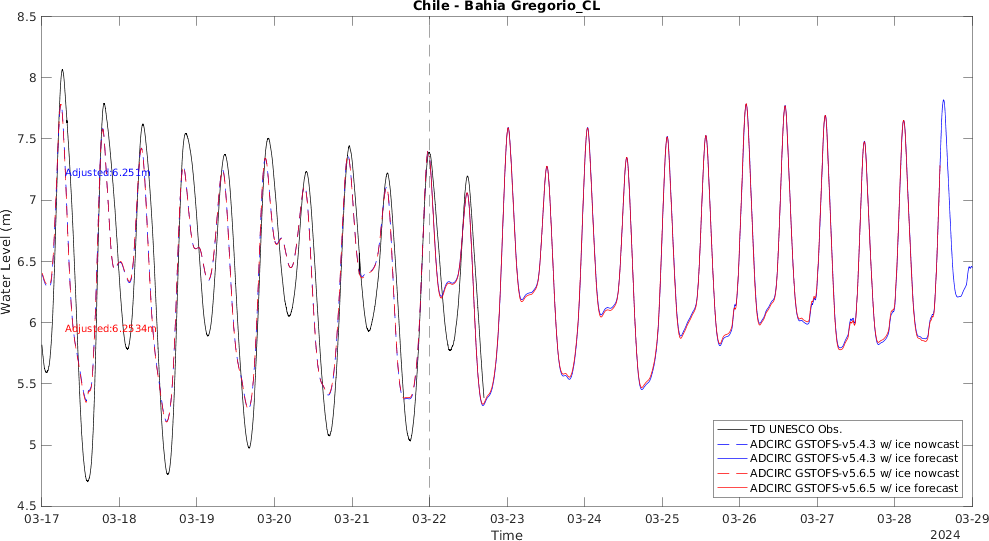 Chile - Bahia Gregorio_CL
8.5
8
7.5
7
6.5
6
5.5
5
4.5
Water Level (m)
Adjusted:6.251m
Adjusted:6.2534m
TD UNESCO Obs.
ADCIRC GSTOFS-v5.4.3 w/ ice nowcast
ADCIRC GSTOFS-v5.4.3 w/ ice forecast
ADCIRC GSTOFS-v5.6.5 w/ ice nowcast
ADCIRC GSTOFS-v5.6.5 w/ ice forecast
03-17 03-18 03-19 03-20 03-21 03-22 03-23 03-24 03-25 03-26 03-27 03-28 03-29
Time
2024